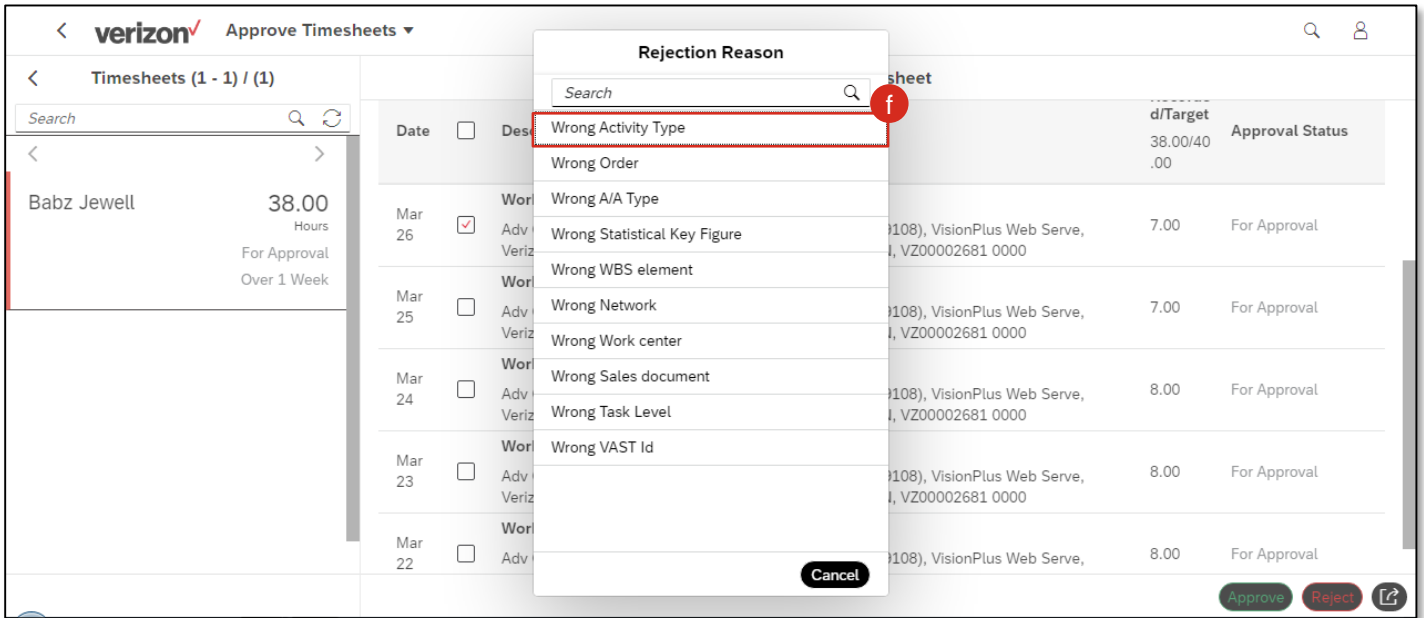 verizon
Approve Timesheets
Timesheets (1 - 1) / (1)
Search
Babz Jewell
38.00
Hours
For Approval
Over 1 Week
sheet
Date
d/Target
38.00/40
.00
Approval Status
Mar
26
Adv
108), VisionPlus Web Serve,
, VZ00002681 0000
7.00
For Approval
Mar
25
Adv
108), VisionPlus Web Serve,
, VZ00002681 0000
7.00
For Approval
Mar
24
Adv
108), VisionPlus Web Serve,
, VZ00002681 0000
8.00
For Approval
Mar
23
Adv
108), VisionPlus Web Serve,
, VZ00002681 0000
8.00
For Approval
Mar
22
Adv
108), VisionPlus Web Serve,
8.00
For Approval
Approve
Reject
Rejection Reason
Search
f
Wrong Activity Type
Wrong Order
Wrong A/A Type
Wrong Statistical Key Figure
Wrong WBS element
Wrong Network
Wrong Work center
Wrong Sales document
Wrong Task Level
Wrong VAST Id
Cancel